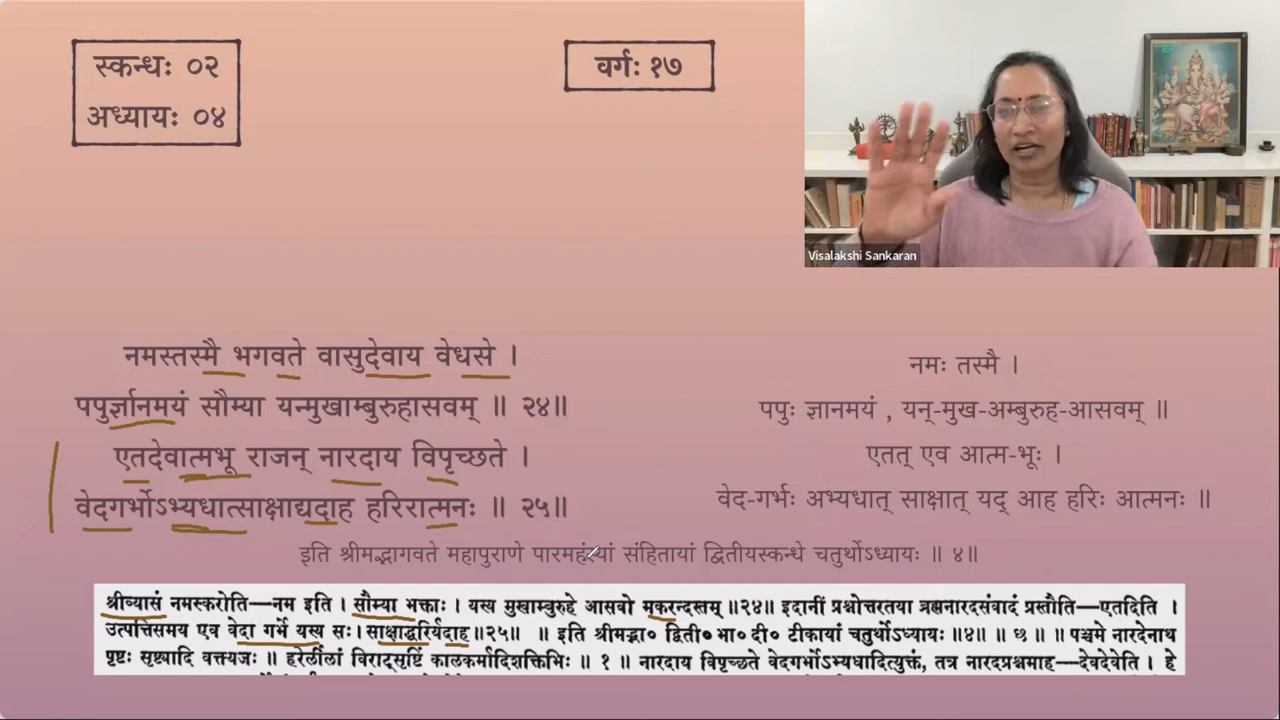 स्कन्धः ०२
अध्यायः ०४
वर्गः १७
Visalakshi Sankaran
नमस्तस्मै भगवते वासुदेवाय वेधसे ।
पपुर्ज्ञानमयं सौम्या यन्मुखाम्बुरुहासवम् ॥ २४॥
एतदेवात्मभू राजन् नारदाय विपृच्छते ।
वेदगर्भोऽभ्यधात्साक्षाद्यदाह हरिरात्मनः ॥ २५॥
नमः तस्मै ।
पपुः ज्ञानमयं , यन्-मुख-अम्बुरुह-आसवम् ॥
एतत् एव आत्म-भूः ।
वेद-गर्भः अभ्यधात् साक्षात् यद् आह हरिः आत्मनः ॥
इति श्रीमद्भागवते महापुराणे पारमहंस्यां संहितायां द्वितीयस्कन्धे चतुर्थोऽध्यायः ॥ ४॥
श्रीव्यासं नमस्करोति—नम इति । सौम्या भक्ताः । यस्य मुखाम्बुरुहे आसवो मकरन्दस्तम् ॥२४॥ इदानीं प्रश्नोत्तरतया ब्रह्मनारदसंवादं प्रस्तौति—एतदिति ।
उत्पत्तिसमय एव वेदा गर्भे यस्य सः । साक्षाद्धरिर्यदाह ॥२५॥ ॥ इति श्रीमद्भा० द्विती० भा० दी० टीकायां चतुर्थोऽध्यायः ॥४॥ ॥ छ ॥ ॥ पञ्चमे नारदेनाथ
पृष्टः सृष्ट्यादि वक्त्यजः ॥ हरेर्लीलां विराट्सृष्टिं कालकर्मादिशक्तिभिः ॥ १ ॥ नारदाय विपृच्छते वेदगर्भोऽभ्यधादित्युक्तं, तत्र नारदप्रश्नमाह—देवदेवेति । हे